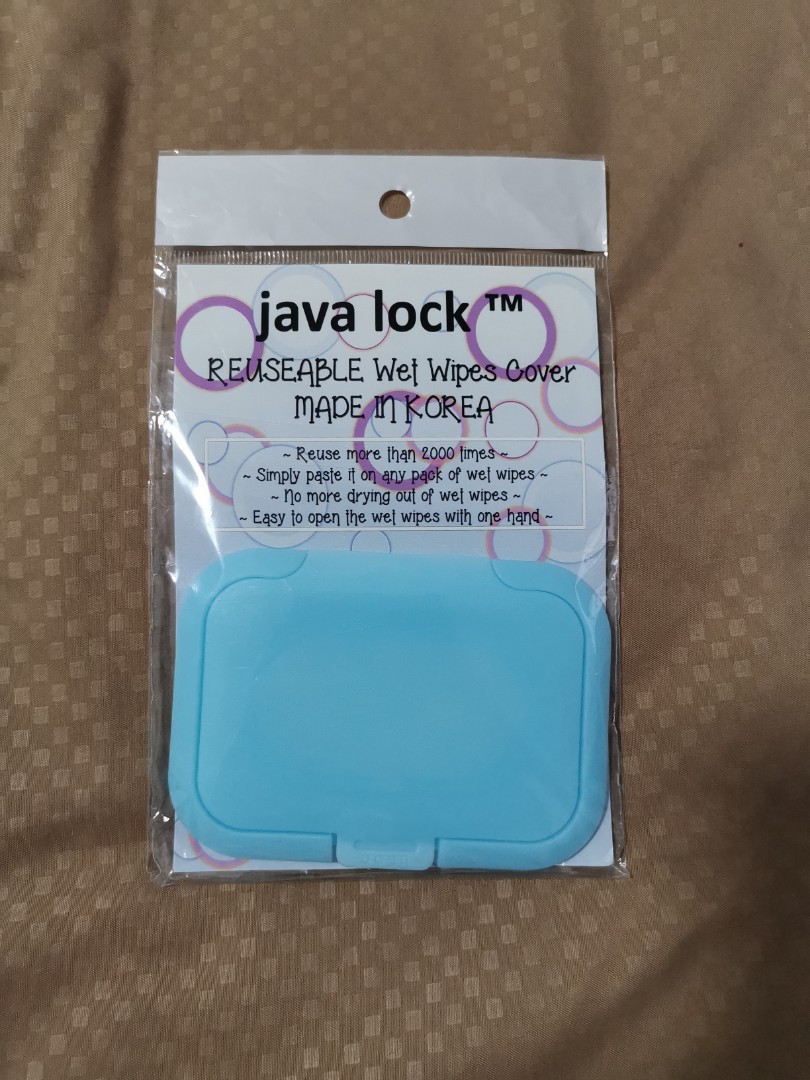 java lock ™
REUSEABLE Wet Wipes Cover
MADE IN KOREA
~ Reuse more than 2000 times ~
~ Simply paste it on any pack of wet wipes ~
~ No more drying out of wet wipes ~
~ Easy to open the wet wipes with one hand ~